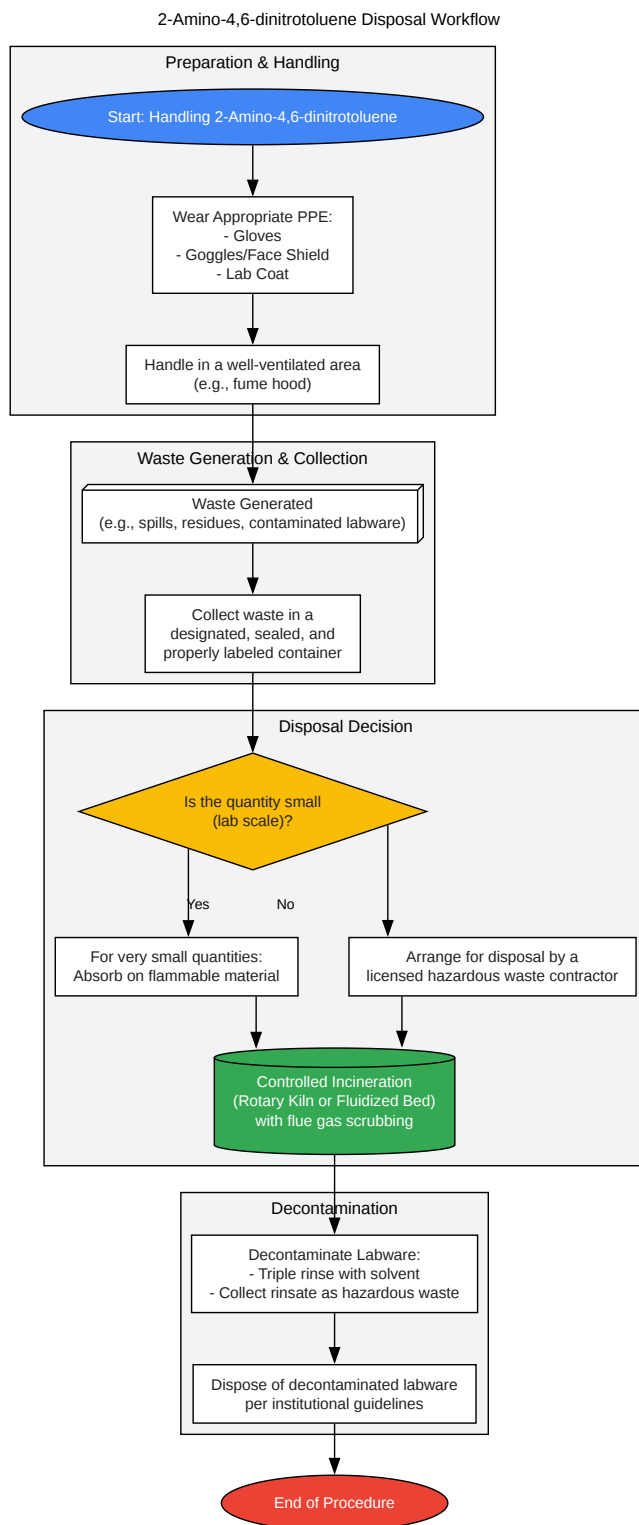 2-Amino-4,6-dinitrotoluene Disposal Workflow
Preparation & Handling
Start: Handling 2-Amino-4,6-dinitrotoluene
Wear Appropriate PPE:
- Gloves
- Goggles/Face Shield
- Lab Coat
Handle in a well-ventilated area
(e.g., fume hood)
Waste Generation & Collection
Waste Generated
(e.g., spills, residues, contaminated labware)
Collect waste in a
designated, sealed, and
properly labeled container
Disposal Decision
Is the quantity small
(lab scale)?
Yes
No
For very small quantities:
Absorb on flammable material
Arrange for disposal by a
licensed hazardous waste contractor
Controlled Incineration
(Rotary Kiln or Fluidized Bed)
with flue gas scrubbing
Decontamination
Decontaminate Labware:
- Triple rinse with solvent
- Collect rinsate as hazardous waste
Dispose of decontaminated labware
per institutional guidelines
End of Procedure